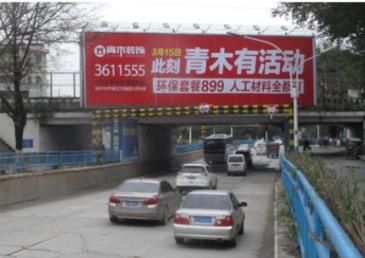 青木装饰
3611555
3月15日
此刻 青木有活动
环保套餐899 人工材料全都有